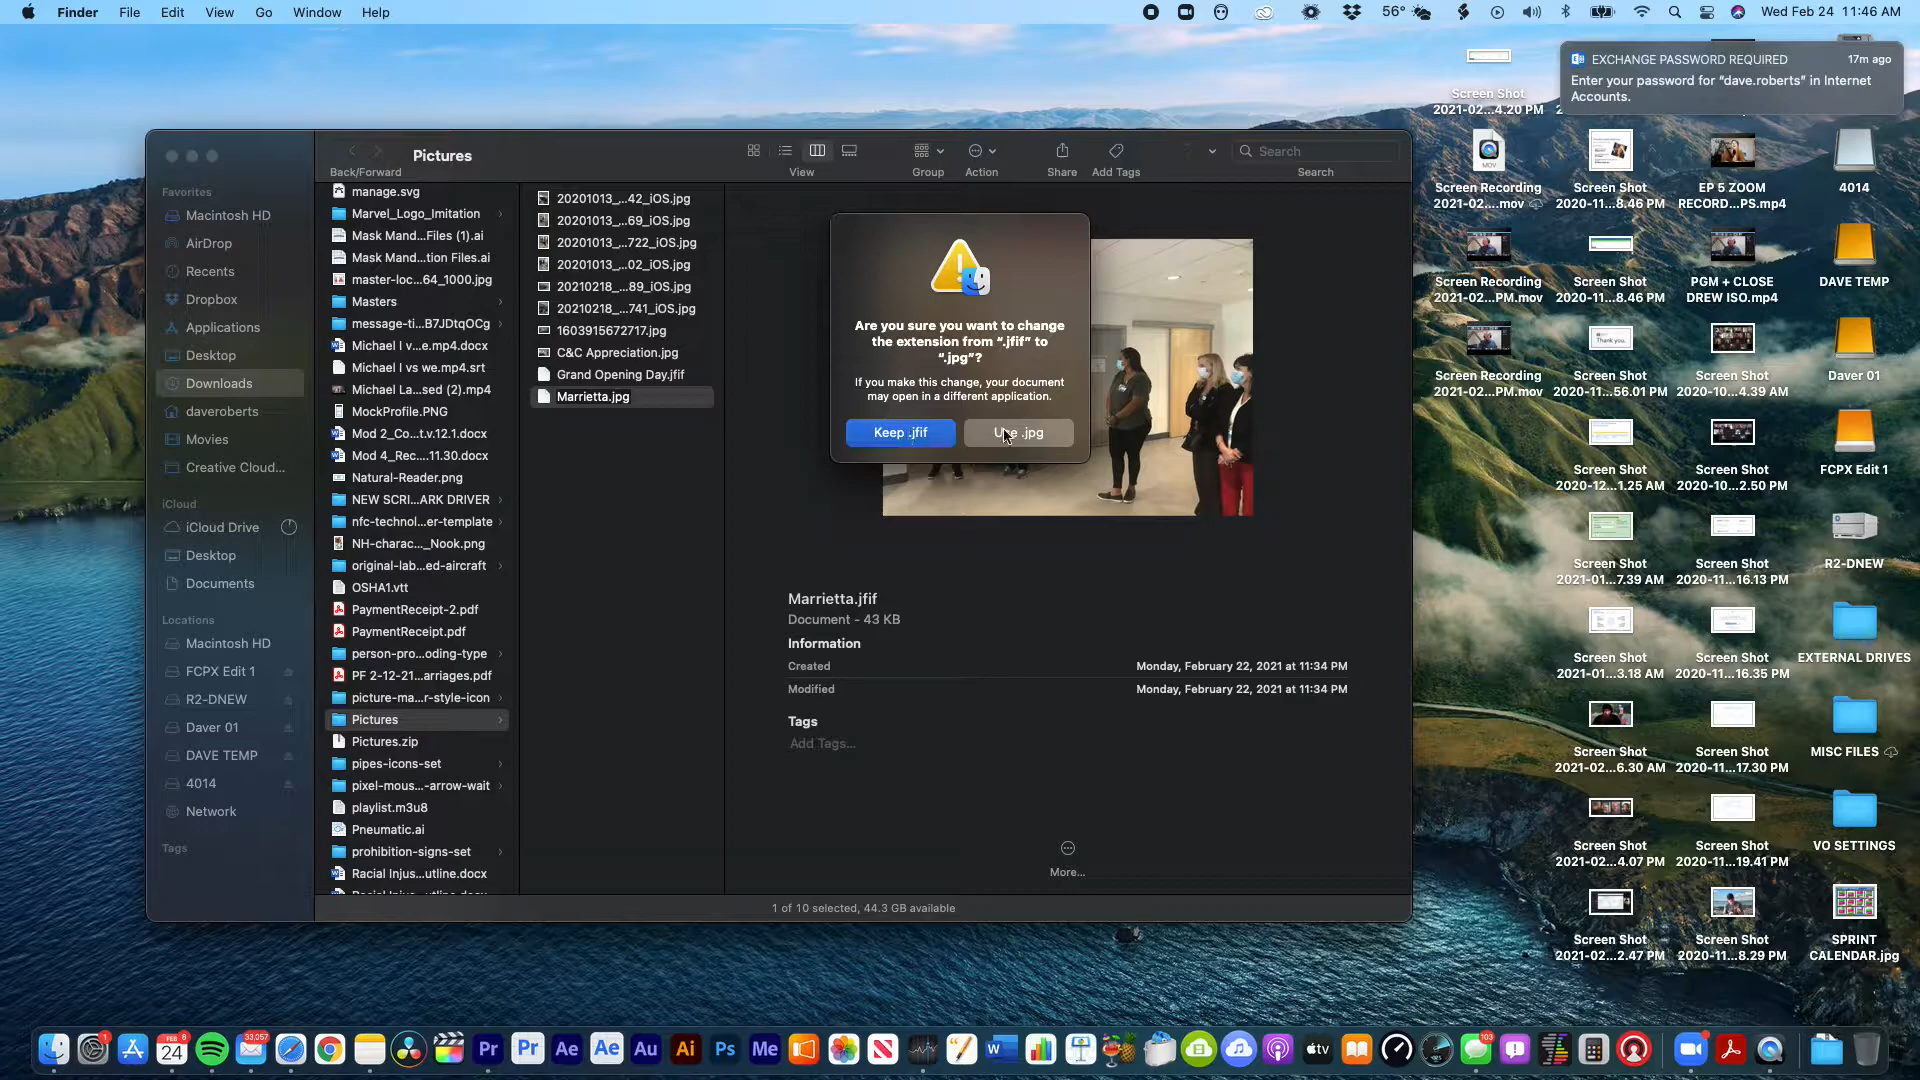 Finder File Edit View Go Window Help
56° Wed Feb 24 11:46 AM
EXCHANGE PASSWORD REQUIRED 17m ago
Enter your password for “dave.roberts” in Internet
Accounts.
Pictures
Back/Forward View Group Action Share Add Tags Search
Search
Favorites
Macintosh HD
AirDrop
Recents
Dropbox
Applications
Desktop
Downloads
daveroberts
Movies
Creative Cloud...
iCloud
iCloud Drive
Desktop
Documents
Locations
Macintosh HD
FCPX Edit 1
R2-DNEW
Daver 01
DAVE TEMP
4014
Network
Tags
manage.svg
Marvel_Logo_Imitation
Mask Mand...Files (1).ai
Mask Mand...tion Files.ai
master-loc...64_1000.jpg
Masters
message-ti...B7JDtqOCg
Michael I v...e.mp4.docx
Michael I vs we.mp4.srt
Michael La...sed (2).mp4
MockProfile.PNG
Mod 2_Co...t.v.12.1.docx
Mod 4_Rec....11.30.docx
Natural-Reader.png
NEW SCRI...ARK DRIVER
nfc-technol...er-template
NH-charac..._Nook.png
original-lab...ed-aircraft
OSHA1.vtt
PaymentReceipt-2.pdf
PaymentReceipt.pdf
person-pro...oding-type
PF 2-12-21...arriages.pdf
picture-ma...r-style-icon
Pictures
Pictures.zip
pipes-icons-set
pixel-mous...-arrow-wait
playlist.m3u8
Pneumatic.ai
prohibition-signs-set
Racial Injus...utline.docx
20201013_...42_iOS.jpg
20201013_...69_iOS.jpg
20201013_...722_iOS.jpg
20201013_...02_iOS.jpg
20210218_...89_iOS.jpg
20210218_...741_iOS.jpg
1603915672717.jpg
C&C Appreciation.jpg
Grand Opening Day.jfif
Marrietta.jpg
Are you sure you want to change
the extension from “.jfif” to
“.jpg”?
If you make this change, your document
may open in a different application.
Keep .jfif
Use .jpg
Marrietta.jfif
Document - 43 KB
Information
Created Monday, February 22, 2021 at 11:34 PM
Modified Monday, February 22, 2021 at 11:34 PM
Tags
Add Tags...
More...
1 of 10 selected, 44.3 GB available
Screen Shot
2021-02...4.20 PM
MOV
Screen Recording
2021-02....mov
Screen Shot
2020-11...8.46 PM
EP 5 ZOOM
RECORD...PS.mp4
4014
Screen Recording
2021-02...PM.mov
Screen Shot
2020-11...8.46 PM
PGM + CLOSE
DREW ISO.mp4
DAVE TEMP
Thank you.
Screen Recording
2021-02...PM.mov
Screen Shot
2020-11...56.01 PM
Screen Shot
2020-10...4.39 AM
Daver 01
Screen Shot
2020-12...1.25 AM
Screen Shot
2020-10...2.50 PM
FCPX Edit 1
Screen Shot
2021-01...7.39 AM
Screen Shot
2020-11...16.13 PM
R2-DNEW
Screen Shot
2021-01...3.18 AM
Screen Shot
2020-11...16.35 PM
EXTERNAL DRIVES
Screen Shot
2021-02...6.30 AM
Screen Shot
2020-11...17.30 PM
MISC FILES
Screen Shot
2021-02...4.07 PM
Screen Shot
2020-11...19.41 PM
VO SETTINGS
Screen Shot
2021-02...2.47 PM
Screen Shot
2020-11...8.29 PM
SPRINT
CALENDAR.jpg
1 FEB 24 8 33,057 Pr Pr Ae Ae Au Ai Ps Me W tv 103